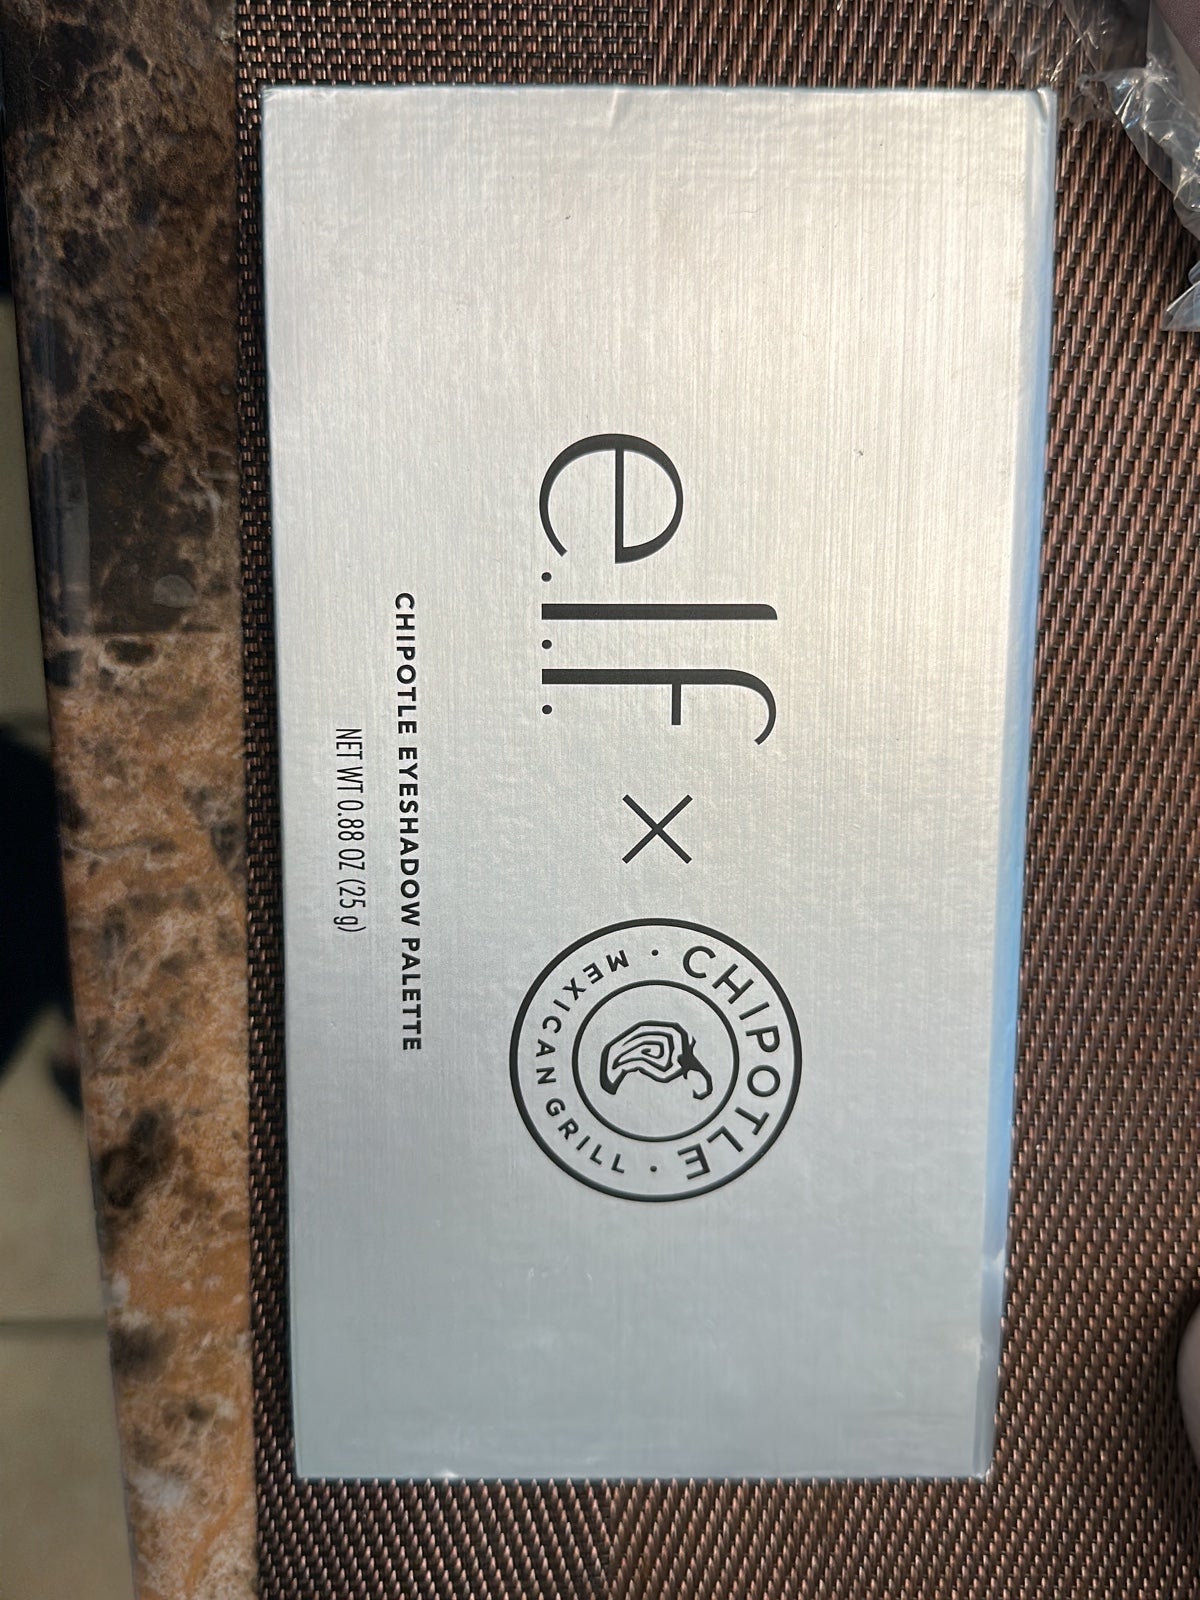 e.l.f. × CHIPOTLE · MEXICAN GRILL ·
CHIPOTLE EYESHADOW PALETTE
NET WT 0.88 OZ (25 g)